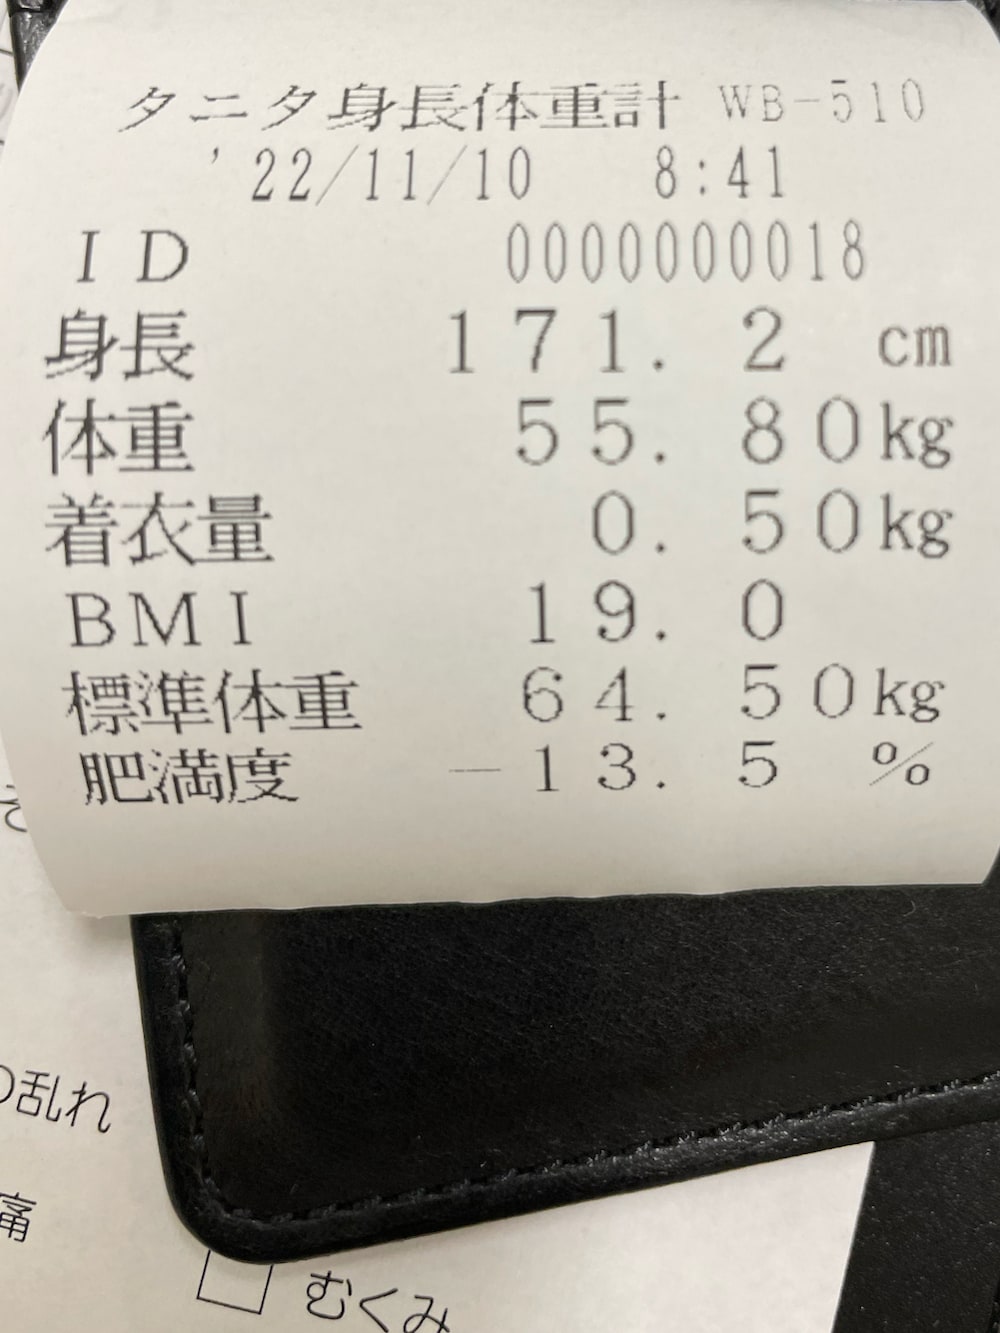 タニタ身長体重計 WB-510
'22/11/10 8:41
ID 0000000018
身長 171.2 cm
体重 55.80kg
着衣量 0.50kg
BMI 19.0
標準体重 64.50kg
肥満度 -13.5 %
の乱れ
痛
□ むくみ